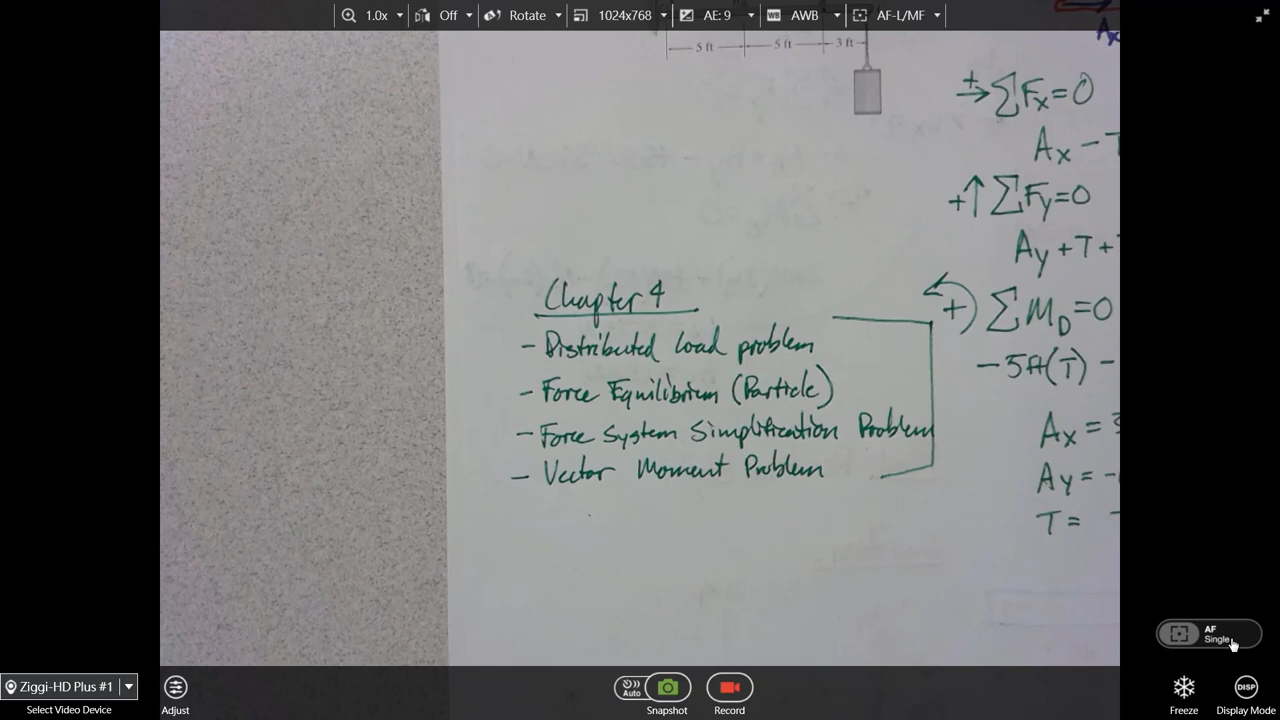 1.0x Off Rotate 1024x768 AE: 9 AWB AF-L/MF
5 ft 5 ft 3 ft
Ax
+→ ΣFx=0
Ax − T
+↑ ΣFy=0
Ay + T +
Chapter 4
+) ΣM_D=0
- Distributed Load problem
−5ft(T) −
- Force Equilibrium (Particle)
- Force System Simplification Problem
Ax =
- Vector Moment Problem
Ay = -
T =
AF
Single
Ziggi-HD Plus #1
Select Video Device
Adjust
Auto
Snapshot
Record
Freeze
DISP
Display Mode